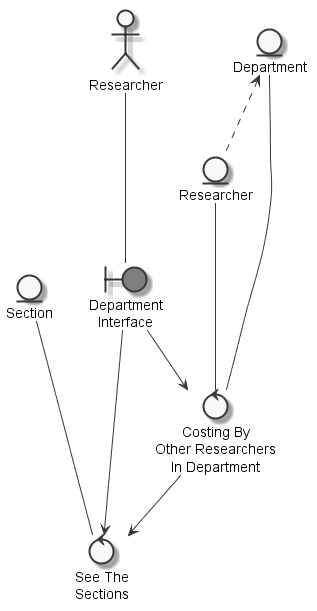 Department
Researcher
Researcher
Section
Department
Interface
Costing By
Other Researchers
In Department
See The
Sections